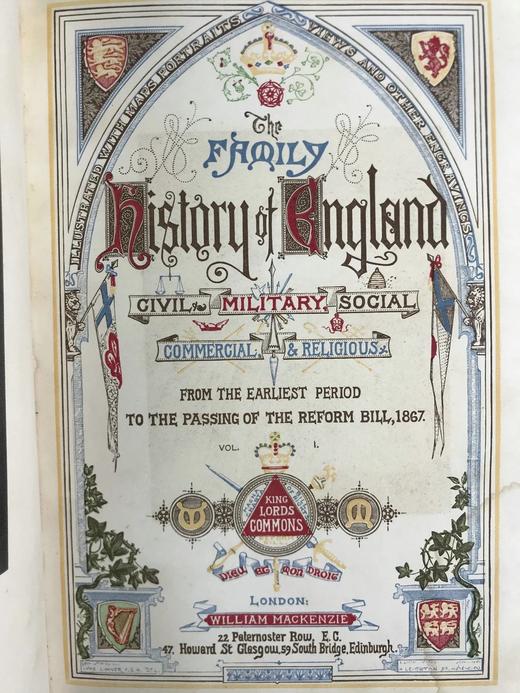 ILLUSTRATED WITH MAPS PORTRAITS, VIEWS AND OTHER ENGRAVINGS
The
FAMILY
History of England
CIVIL, MILITARY, SOCIAL
COMMERCIAL, & RELIGIOUS,
FROM THE EARLIEST PERIOD
TO THE PASSING OF THE REFORM BILL, 1867.
VOL. I.
KING
LORDS
COMMONS
DIEU ET MON DROIT
LONDON:
WILLIAM MACKENZIE
22 Paternoster Row, E.C.
47, Howard St Glasgow, 59 South Bridge, Edinburgh.